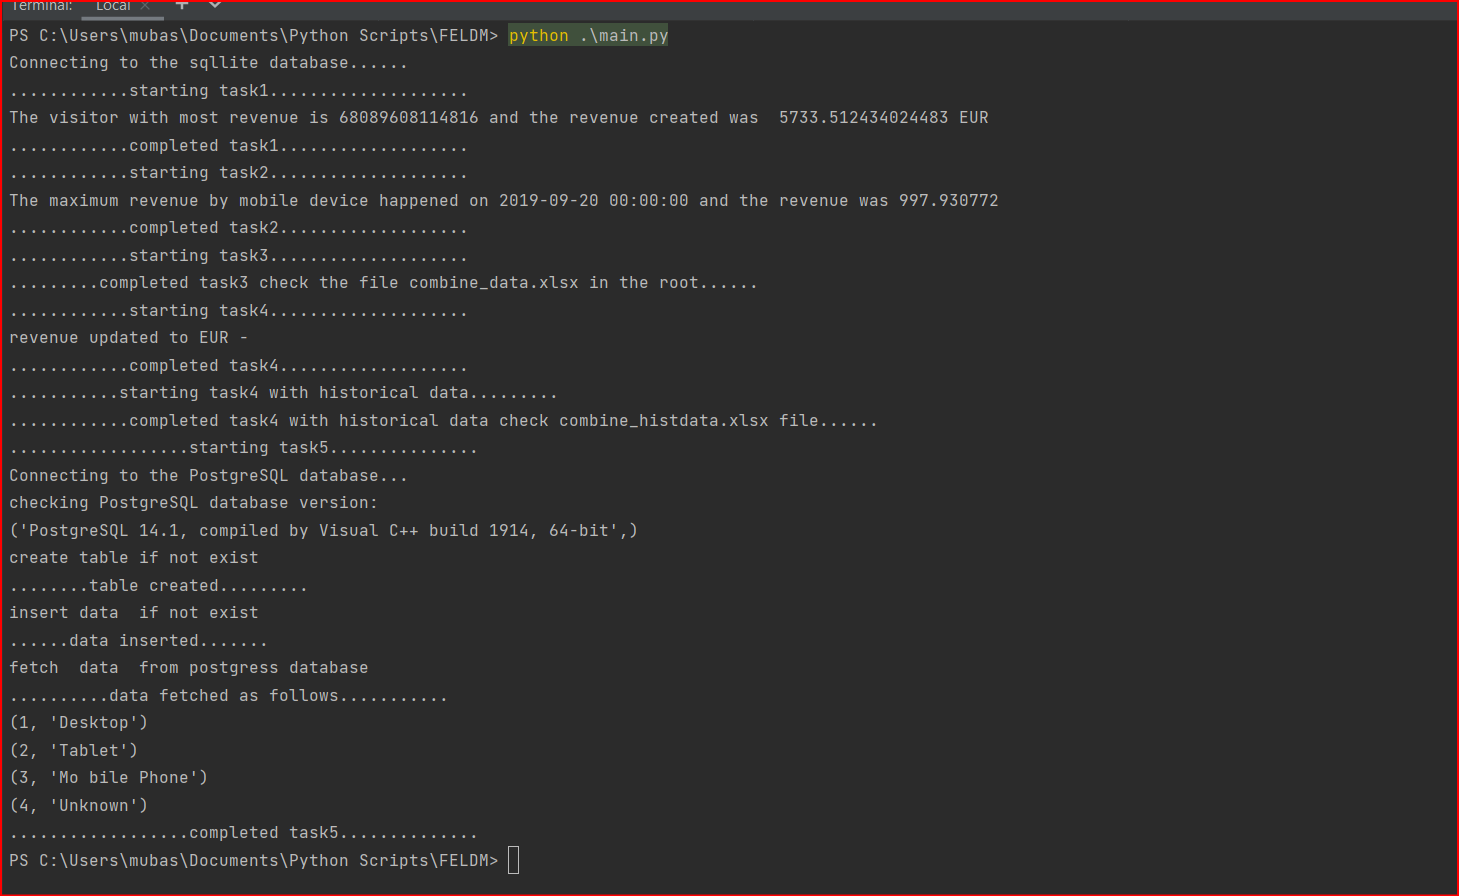 Terminal: Local × +
PS C:\Users\mubas\Documents\Python Scripts\FELDM> python .\main.py
Connecting to the sqllite database......
............starting task1....................
The visitor with most revenue is 68089608114816 and the revenue created was  5733.512434024483 EUR
............completed task1...................
............starting task2....................
The maximum revenue by mobile device happened on 2019-09-20 00:00:00 and the revenue was 997.930772
............completed task2...................
............starting task3....................
.........completed task3 check the file combine_data.xlsx in the root......
............starting task4....................
revenue updated to EUR -
............completed task4...................
...........starting task4 with historical data.........
............completed task4 with historical data check combine_histdata.xlsx file......
..................starting task5...............
Connecting to the PostgreSQL database...
checking PostgreSQL database version:
('PostgreSQL 14.1, compiled by Visual C++ build 1914, 64-bit',)
create table if not exist
........table created.........
insert data  if not exist
......data inserted.......
fetch  data  from postgress database
..........data fetched as follows...........
(1, 'Desktop')
(2, 'Tablet')
(3, 'Mo bile Phone')
(4, 'Unknown')
..................completed task5..............
PS C:\Users\mubas\Documents\Python Scripts\FELDM>